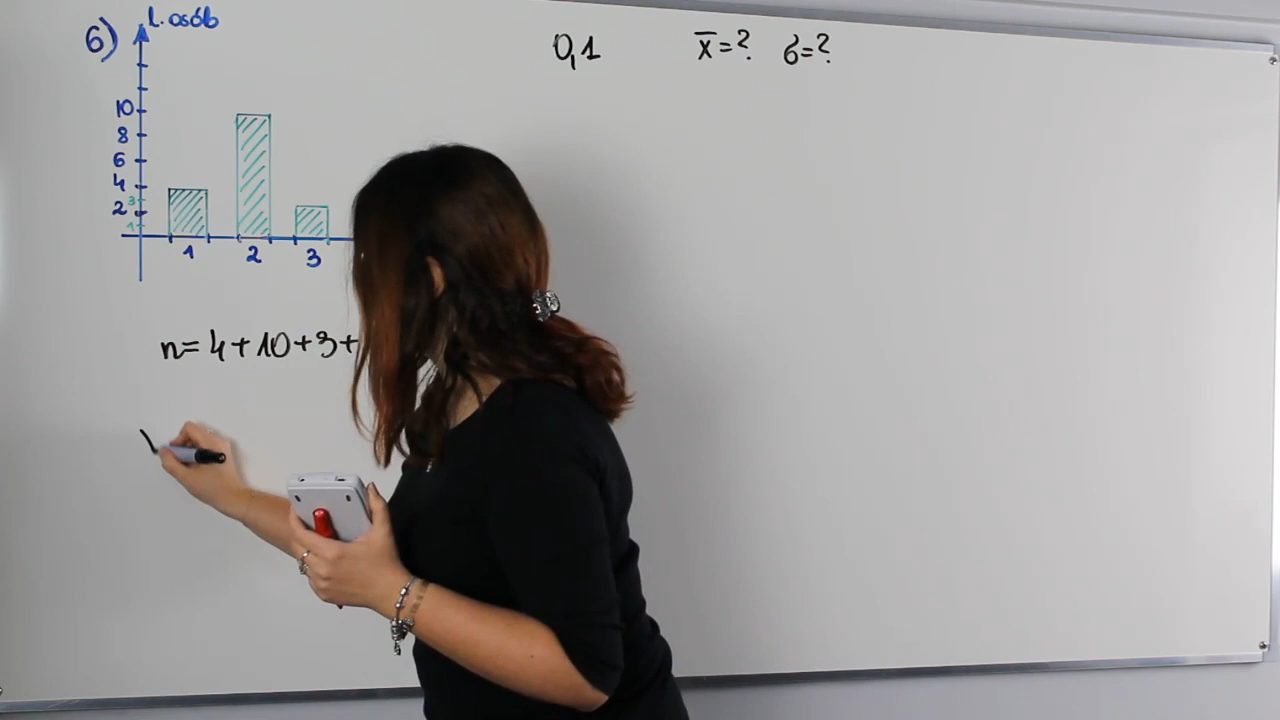 6) l. osób
0,1 x̄=? σ=?
10
8
6
4
3
2
1
1 2 3
n= 4+10+3+